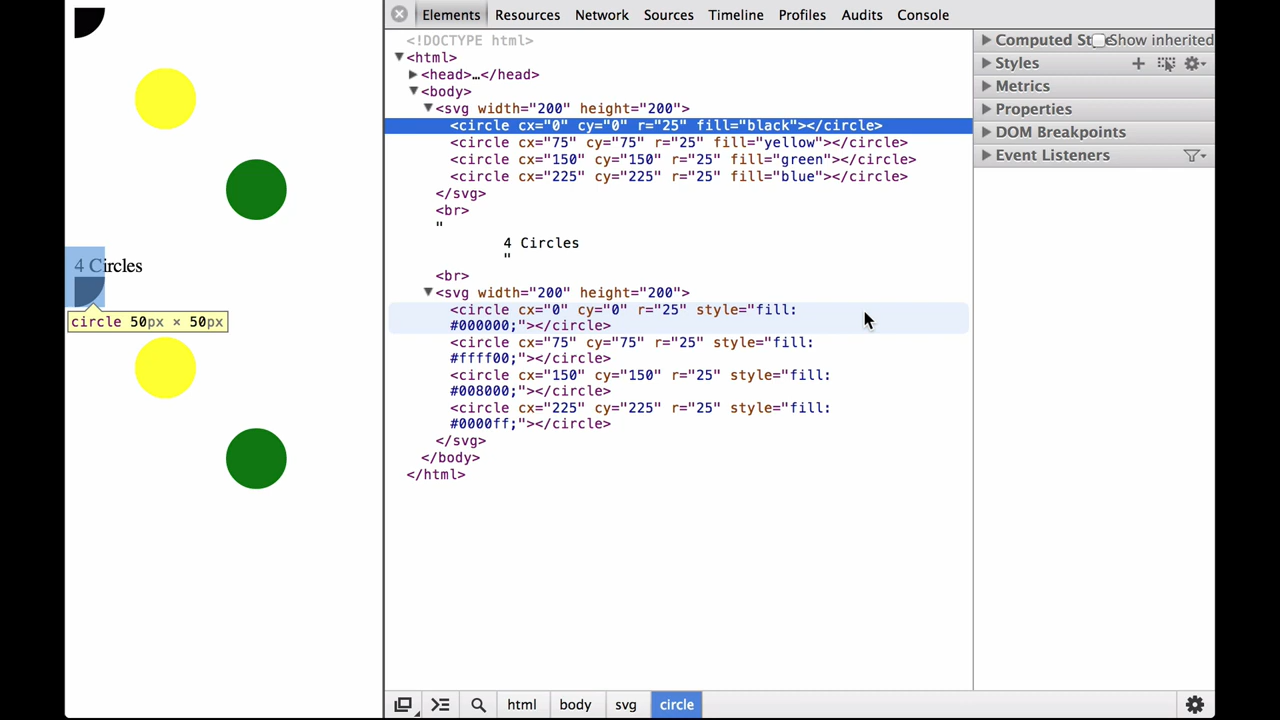 4 Circles
circle 50px × 50px
Elements Resources Network Sources Timeline Profiles Audits Console
<!DOCTYPE html>
<html>
<head>…</head>
<body>
<svg width="200" height="200">
<circle cx="0" cy="0" r="25" fill="black"></circle>
<circle cx="75" cy="75" r="25" fill="yellow"></circle>
<circle cx="150" cy="150" r="25" fill="green"></circle>
<circle cx="225" cy="225" r="25" fill="blue"></circle>
</svg>
<br>
"
4 Circles
"
<br>
<svg width="200" height="200">
<circle cx="0" cy="0" r="25" style="fill:
#000000;"></circle>
<circle cx="75" cy="75" r="25" style="fill:
#ffff00;"></circle>
<circle cx="150" cy="150" r="25" style="fill:
#008000;"></circle>
<circle cx="225" cy="225" r="25" style="fill:
#0000ff;"></circle>
</svg>
</body>
</html>
Computed St Show inherited
Styles
Metrics
Properties
DOM Breakpoints
Event Listeners
html body svg circle